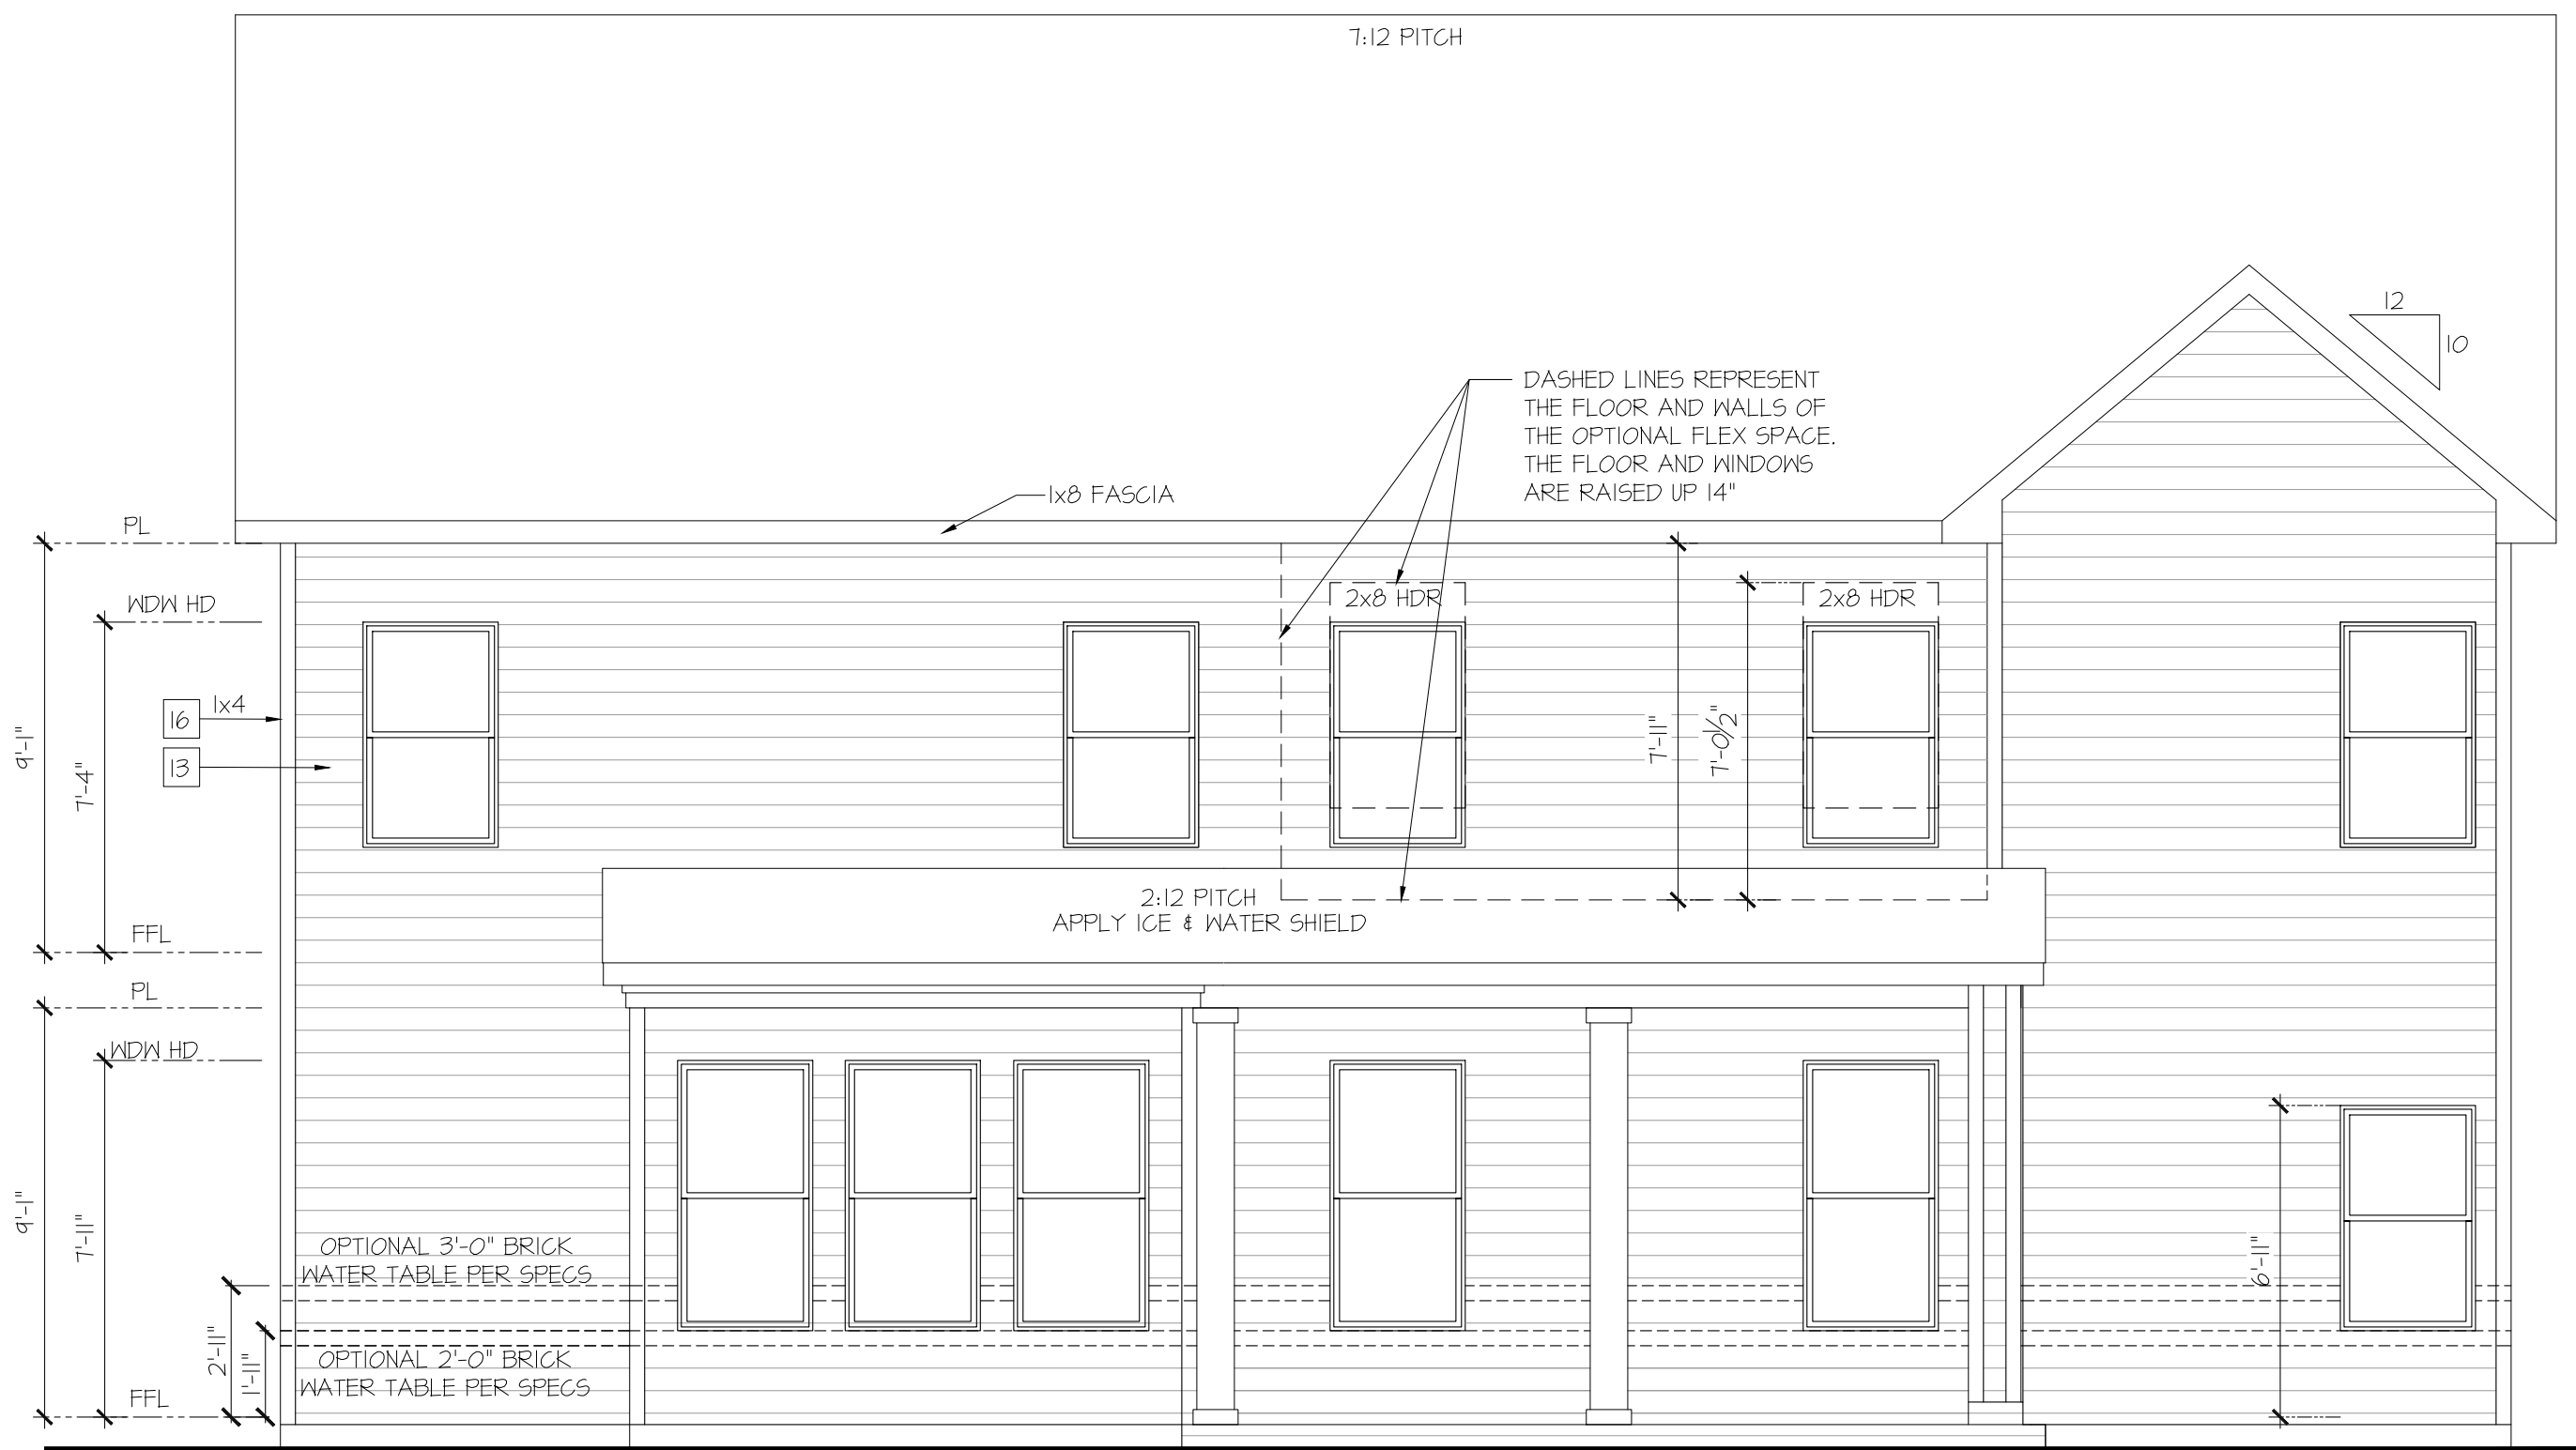 7:12 PITCH
12
10
DASHED LINES REPRESENT
THE FLOOR AND WALLS OF
THE OPTIONAL FLEX SPACE.
THE FLOOR AND WINDOWS
ARE RAISED UP 14"
1x8 FASCIA
PL
WDW HD
2x8 HDR
2x8 HDR
16
1x4
13
9'-1"
7'-4"
7'-11"
7'-0½"
2:12 PITCH
APPLY ICE & WATER SHIELD
FFL
PL
WDW HD
9'-1"
7'-11"
OPTIONAL 3'-0" BRICK
WATER TABLE PER SPECS
6'-11"
2'-11"
1'-11"
OPTIONAL 2'-0" BRICK
WATER TABLE PER SPECS
FFL